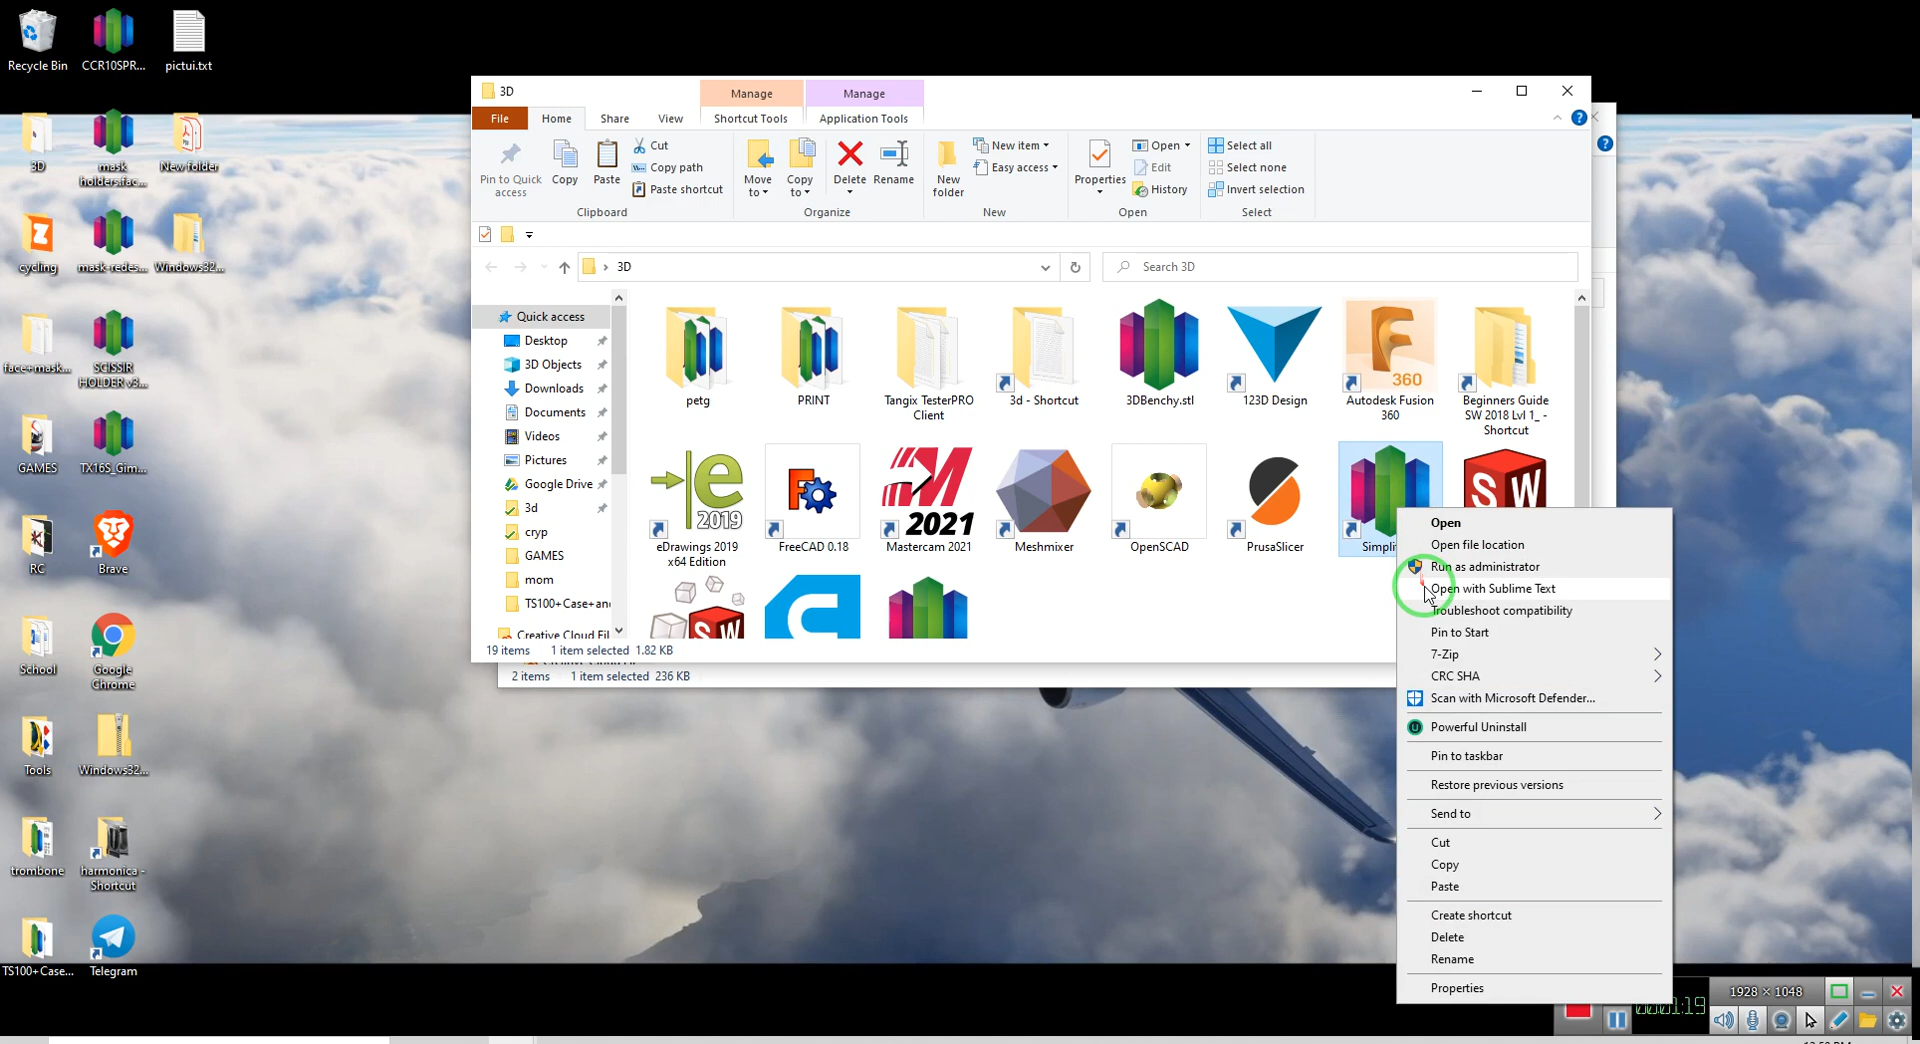 Recycle Bin
CCR10SPR...
pictui.txt
3D
mask holders.fac...
New folder
cycling
mask-redes...
Windows32...
face+mask...
SCISSIR HOLDER v3...
GAMES
TX16S_Gim...
RC
Brave
School
Google Chrome
Tools
Windows32...
trombone
harmonica - Shortcut
TS100+Case...
Telegram
3D
Manage
Manage
File
Home
Share
View
Shortcut Tools
Application Tools
Pin to Quick access
Copy
Paste
Cut
Copy path
Paste shortcut
Clipboard
Move to
Copy to
Delete
Rename
Organize
New folder
New item
Easy access
New
Properties
Open
Edit
History
Open
Select all
Select none
Invert selection
Select
3D
Search 3D
Quick access
Desktop
3D Objects
Downloads
Documents
Videos
Pictures
Google Drive
3d
cryp
GAMES
mom
TS100+Case+an
Creative Cloud Fil
petg
PRINT
Tangix TesterPRO Client
3d - Shortcut
3DBenchy.stl
123D Design
360
Autodesk Fusion 360
Beginners Guide SW 2018 Lvl 1_ - Shortcut
e 2019
eDrawings 2019 x64 Edition
FreeCAD 0.18
2021
Mastercam 2021
Meshmixer
OpenSCAD
PrusaSlicer
Simplif
SW
SW
19 items
1 item selected 1.82 KB
2 items
1 item selected 236 KB
Open
Open file location
Run as administrator
Open with Sublime Text
Troubleshoot compatibility
Pin to Start
7-Zip
CRC SHA
Scan with Microsoft Defender...
Powerful Uninstall
Pin to taskbar
Restore previous versions
Send to
Cut
Copy
Paste
Create shortcut
Delete
Rename
Properties
1928 × 1048